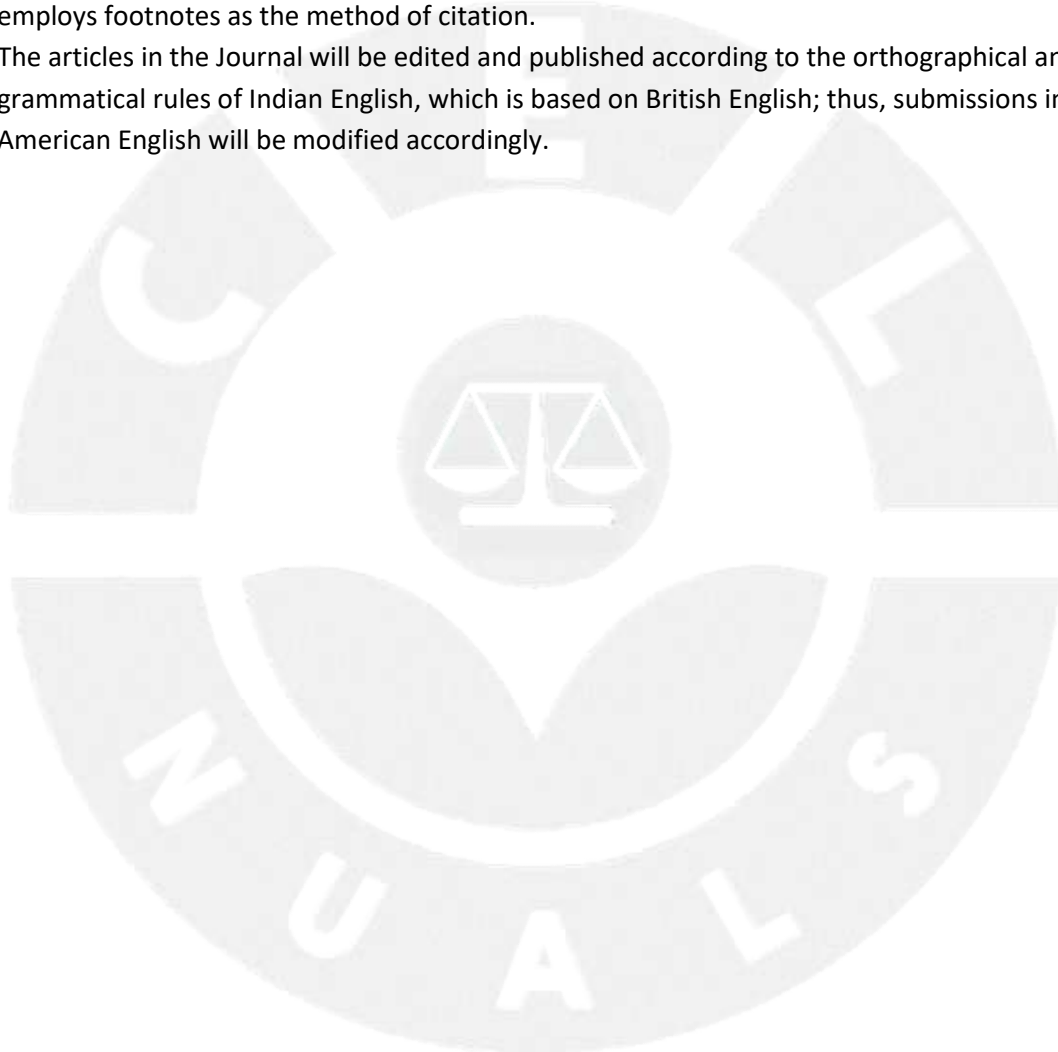 employs footnotes as the method of citation.
The articles in the Journal will be edited and published according to the orthographical
grammatical rules of Indian English, which is based on British English; thus, submissions
American English will be modified accordingly.
C E L
N U A L S